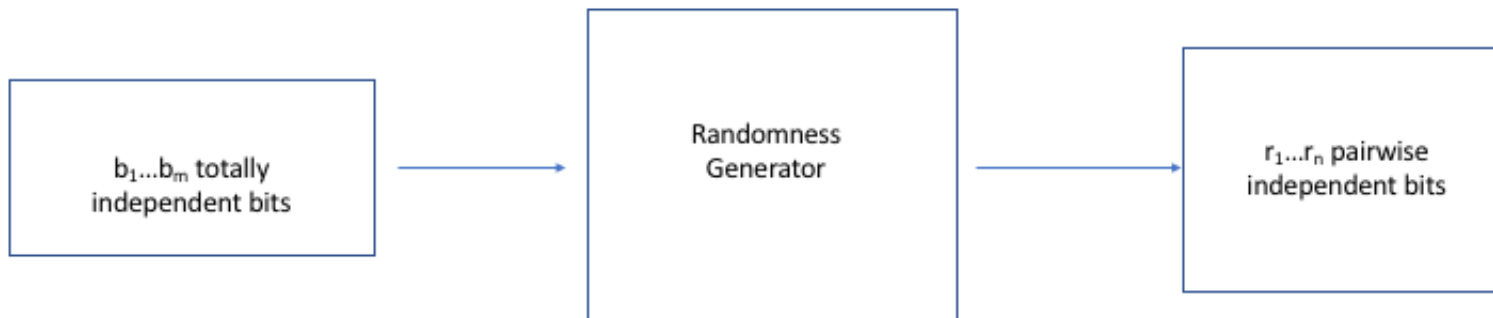 b₁...bₘ totally
independent bits
Randomness
Generator
r₁...rₙ pairwise
independent bits